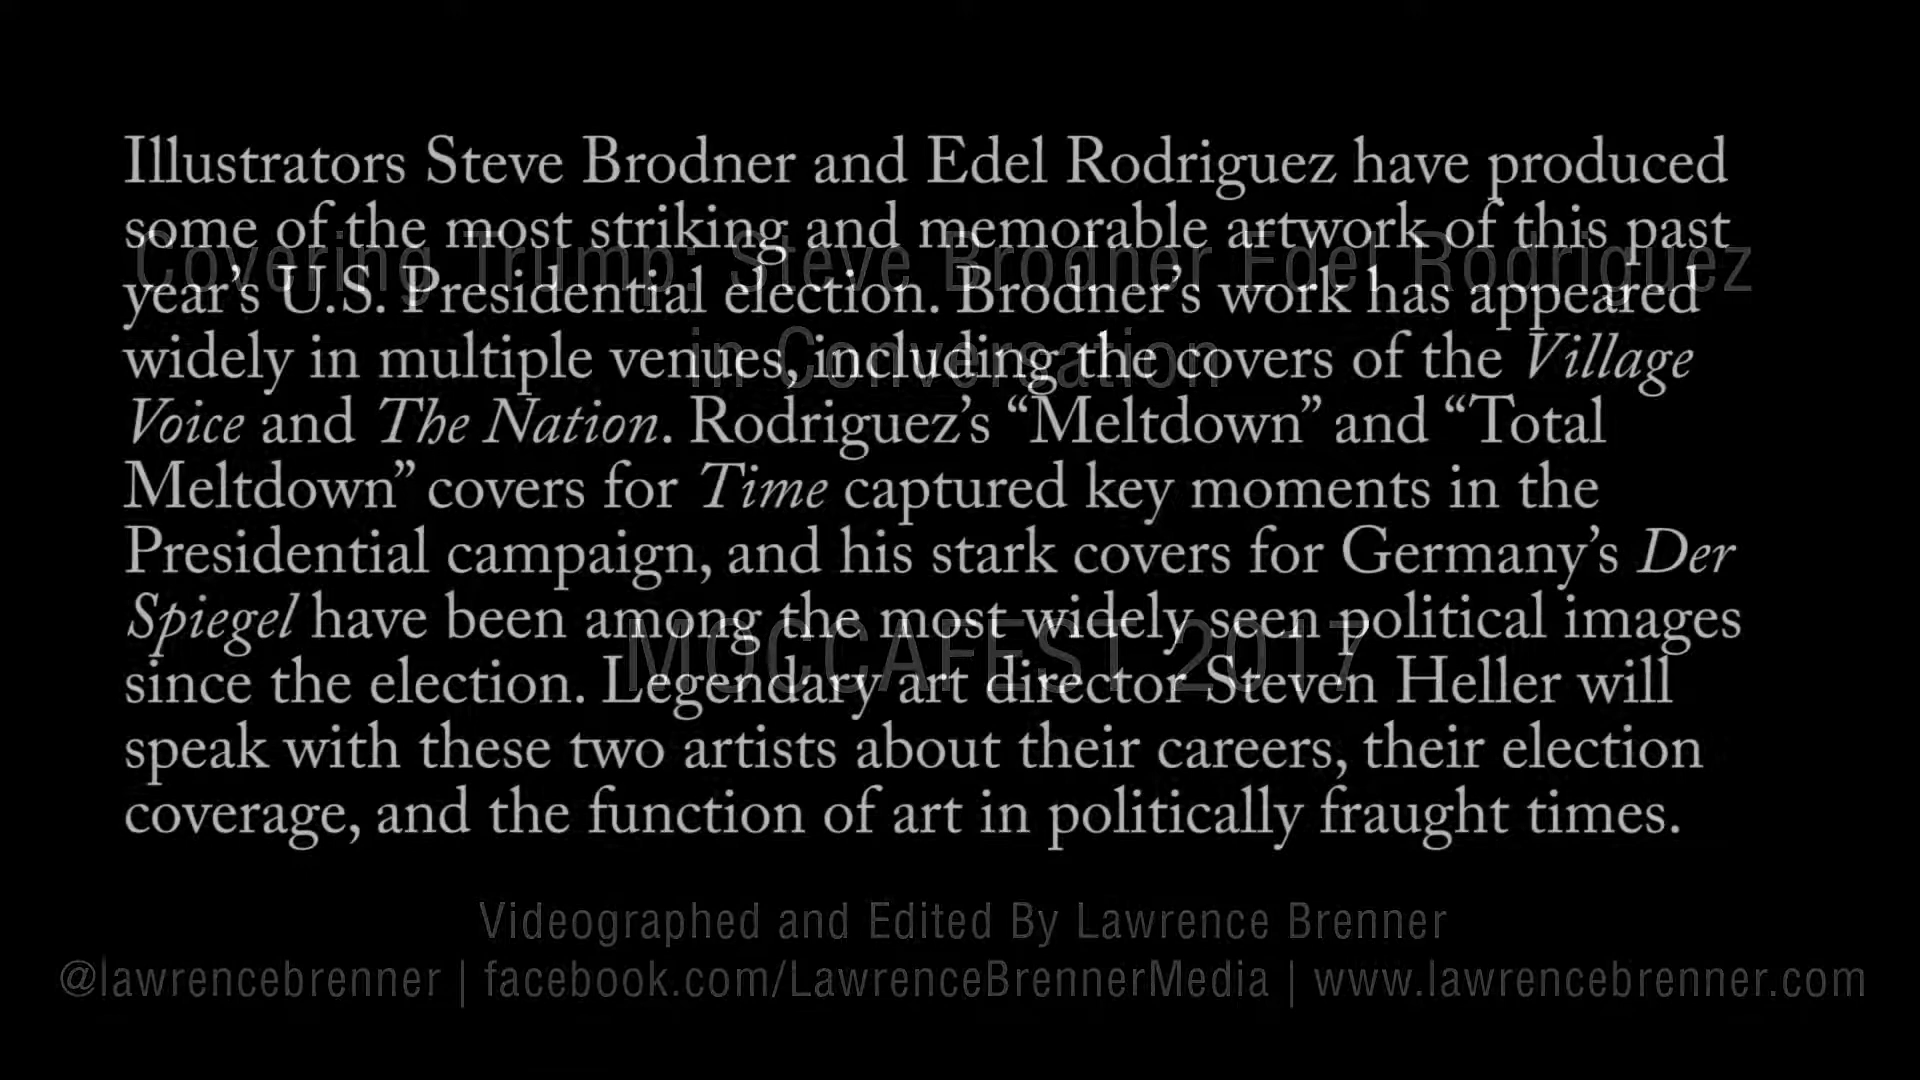 Illustrators Steve Brodner and Edel Rodriguez have produced
some of the most striking and memorable artwork of this past
year’s U.S. Presidential election. Brodner’s work has appeared
widely in multiple venues, including the covers of the Village
Voice and The Nation. Rodriguez’s “Meltdown” and “Total
Meltdown” covers for Time captured key moments in the
Presidential campaign, and his stark covers for Germany’s Der
Spiegel have been among the most widely seen political images
since the election. Legendary art director Steven Heller will
speak with these two artists about their careers, their election
coverage, and the function of art in politically fraught times.
Covering Trump: Steve Brodner Edel Rodriguez
in Conversation
MOCCAFEST 2017
Videographed and Edited By Lawrence Brenner
@lawrencebrenner | facebook.com/LawrenceBrennerMedia | www.lawrencebrenner.com